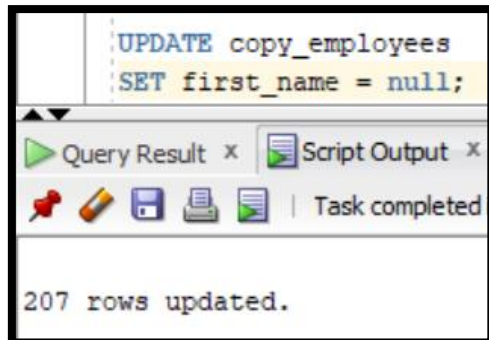 UPDATE copy_employees
SET first_name = null;
Query Result x Script Output x
Task completed
207 rows updated.